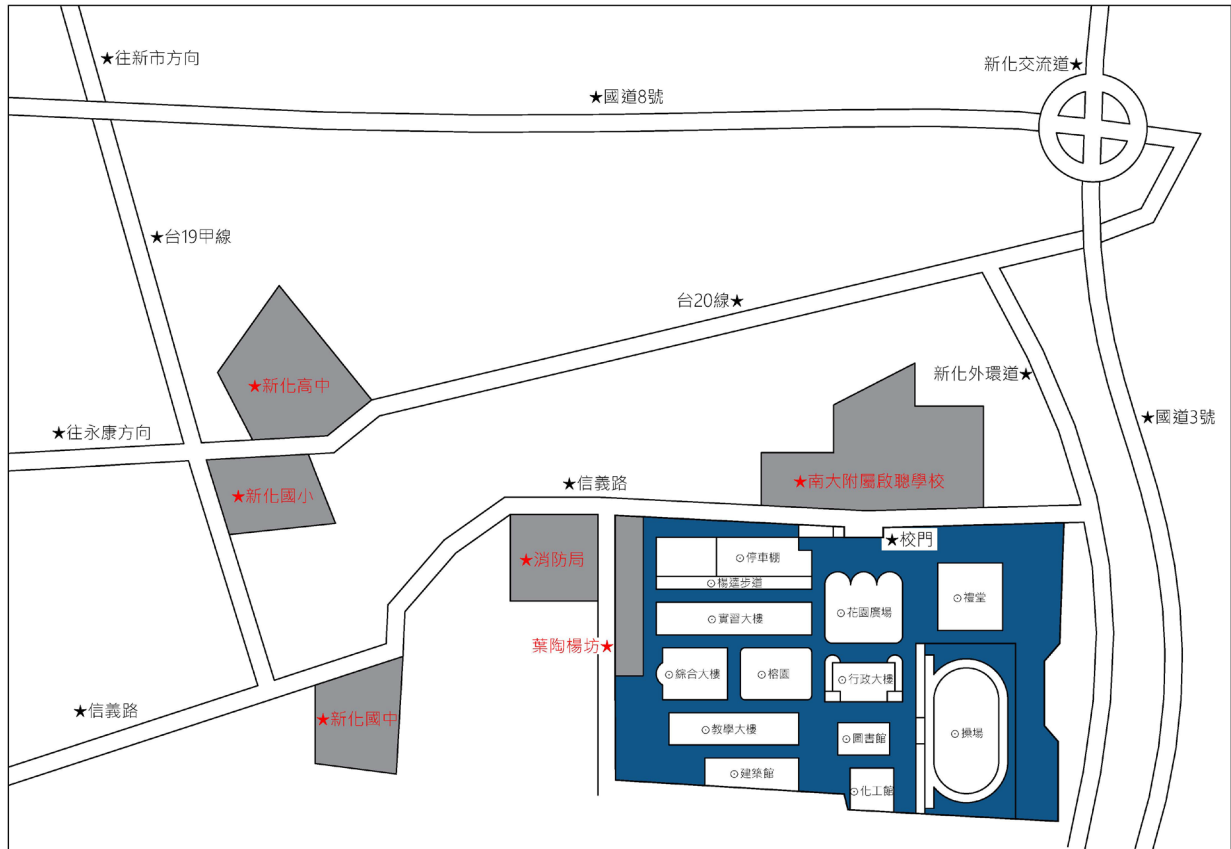 ★往新市方向
新化交流道★
★國道8號
★台19甲線
台20線★
新化外環道★
★新化高中
★國道3號
★往永康方向
★南大附屬啟聰學校
★信義路
★新化國小
★校門
★消防局
⊙停車棚
⊙楊逵步道
⊙禮堂
⊙花園廣場
⊙實習大樓
葉陶楊坊★
⊙綜合大樓
⊙榕園
⊙行政大樓
★信義路
★新化國中
⊙教學大樓
⊙圖書館
⊙操場
⊙建築館
⊙化工館